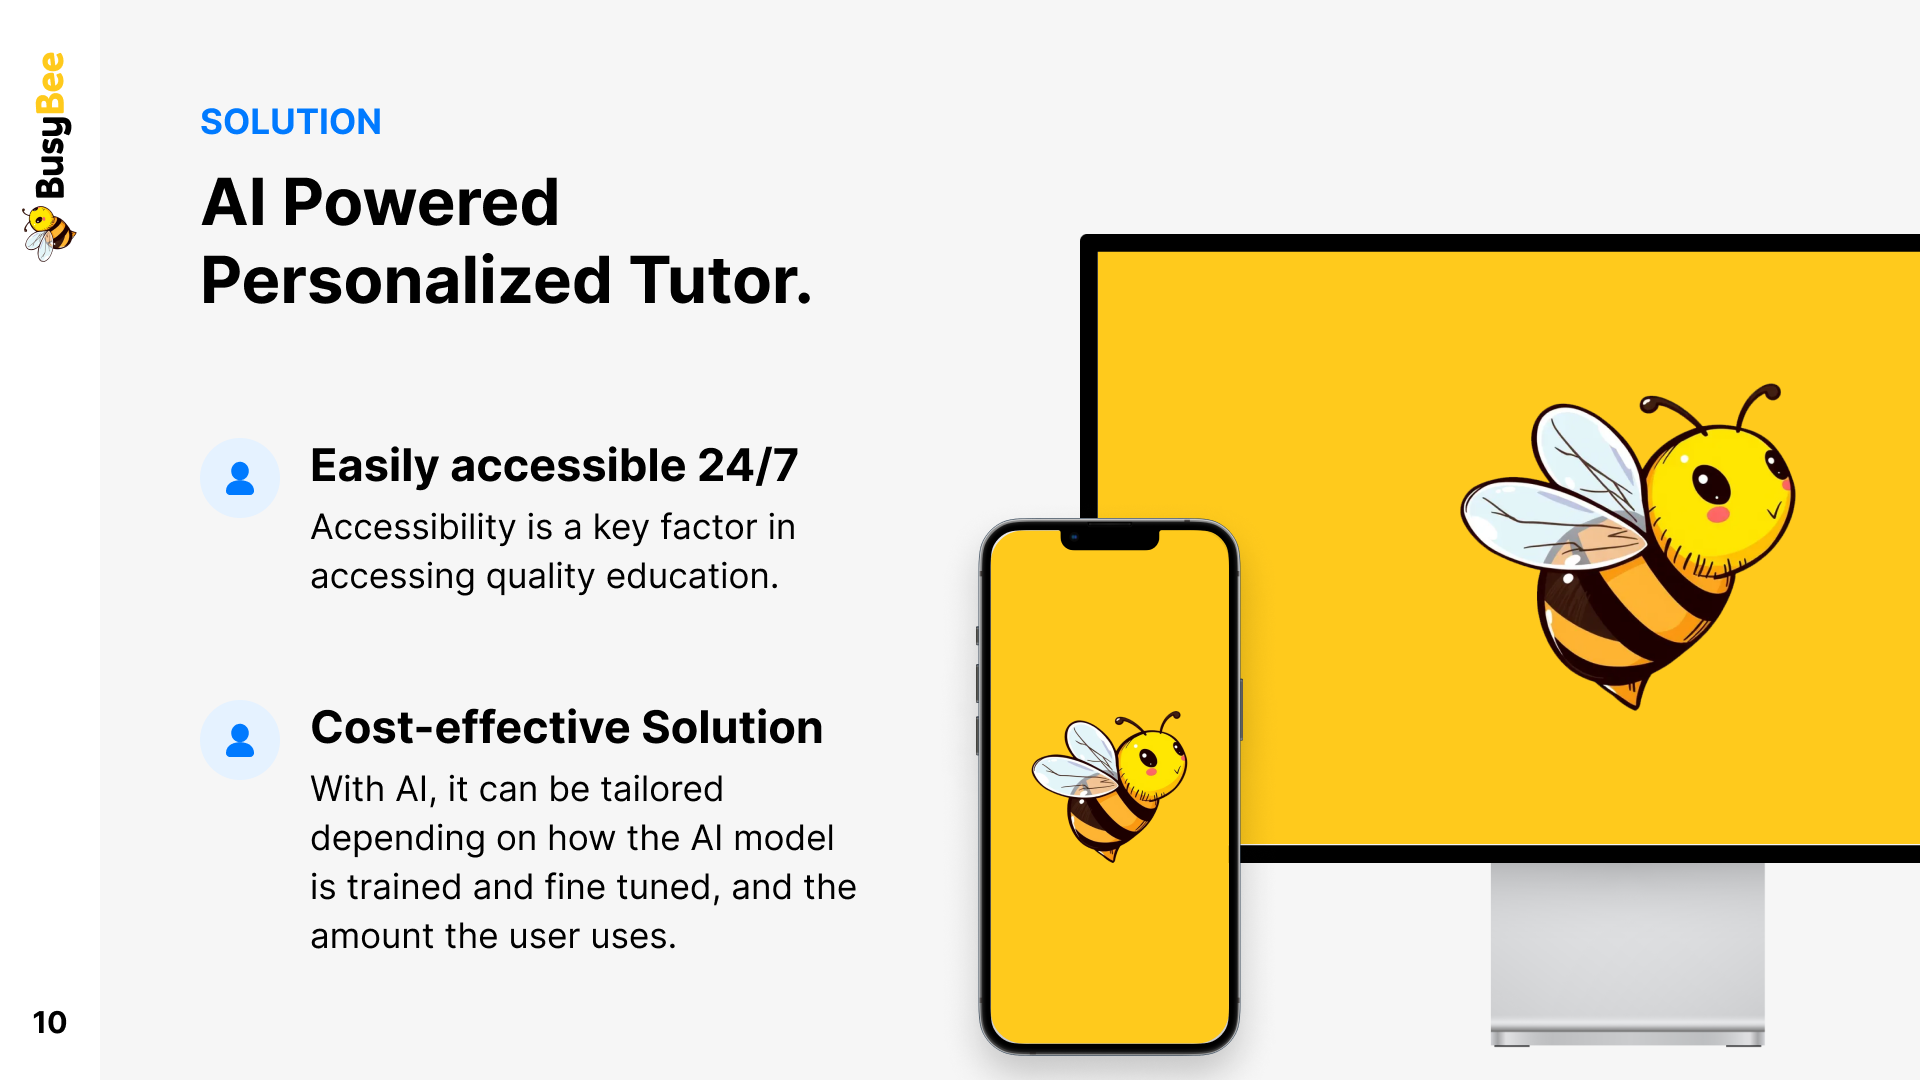 BusyBee
SOLUTION
AI Powered
Personalized Tutor.
Easily accessible 24/7
Accessibility is a key factor in
accessing quality education.
Cost-effective Solution
With AI, it can be tailored
depending on how the AI model
is trained and fine tuned, and the
amount the user uses.
10